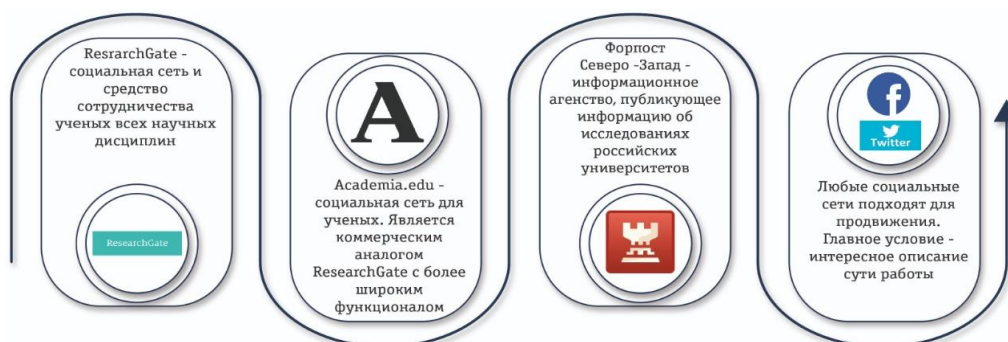 ResrarchGate -
социальная сеть и
средство
сотрудничества
ученых всех научных
дисциплин
ResearchGate
A
Academia.edu -
социальная сеть для
ученых. Является
коммерческим
аналогом
ResearchGate с более
широким
функционалом
Форпост
Северо -Запад -
информационное
агенство, публикующее
информацию об
исследованиях
российских
университетов
f
Twitter
Любые социальные
сети подходят для
продвижения.
Главное условие -
интересное описание
сути работы